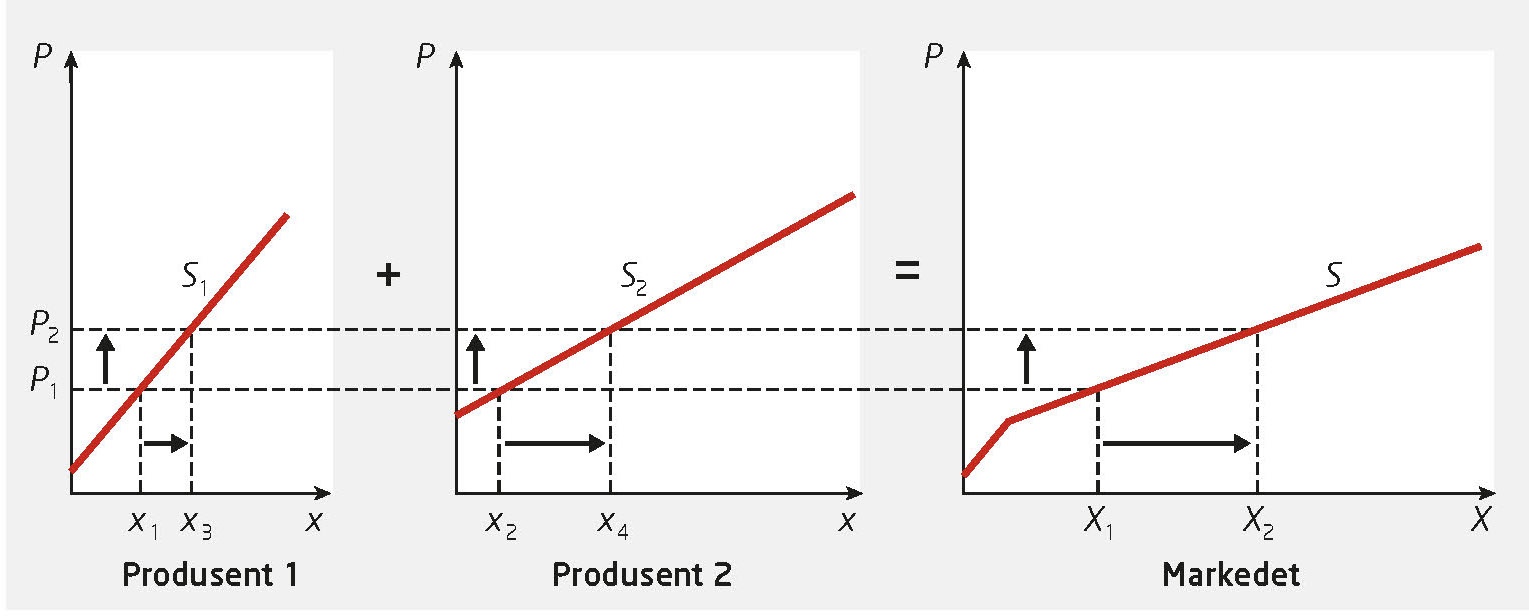 P P P
S₁ + S₂ = S
P₂
P₁
x₁ x₃ x x₂ x₄ x X₁ X₂ X
Produsent 1 Produsent 2 Markedet